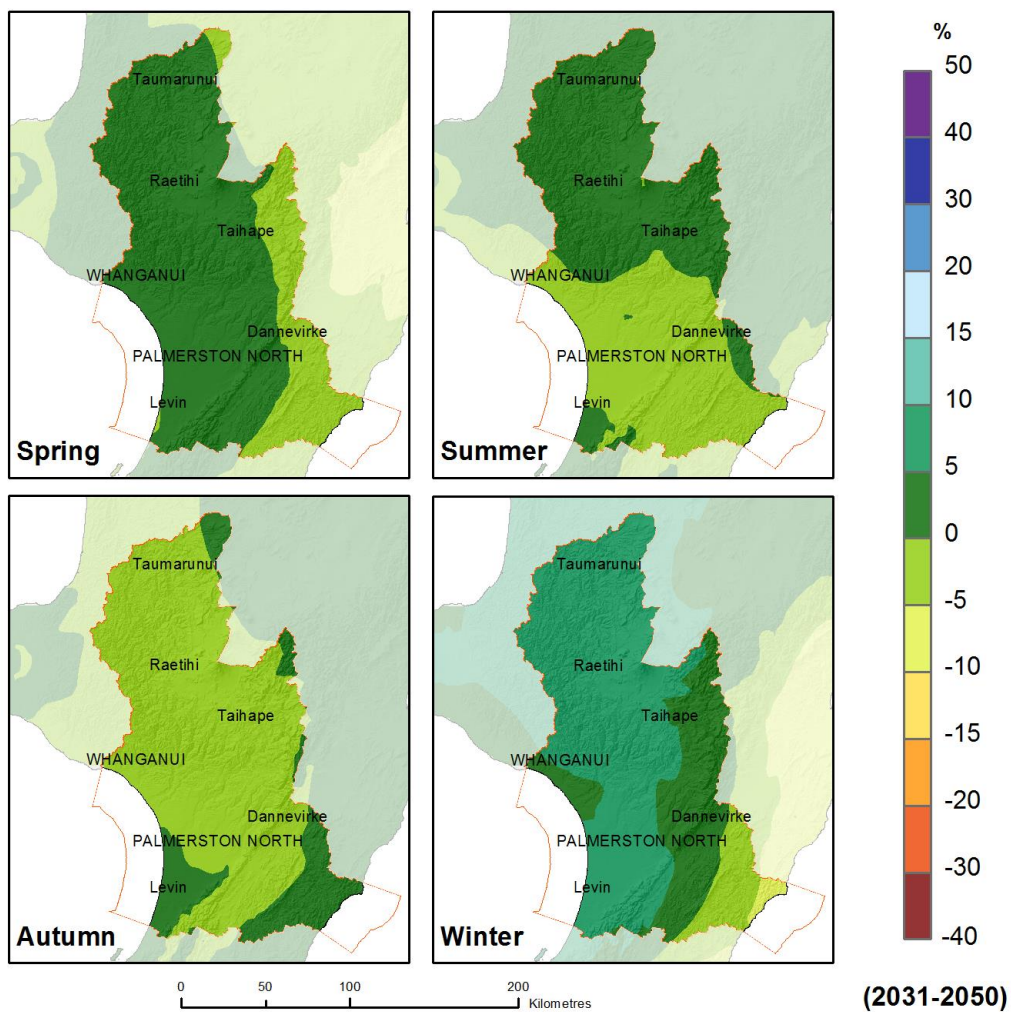 Taumarunui
Raetihi
Taihape
WHANGANUI
Dannevirke
PALMERSTON NORTH
Levin
Spring
Taumarunui
Raetihi
Taihape
WHANGANUI
Dannevirke
PALMERSTON NORTH
Levin
Summer
Taumarunui
Raetihi
Taihape
WHANGANUI
Dannevirke
PALMERSTON NORTH
Levin
Autumn
Taumarunui
Raetihi
Taihape
WHANGANUI
Dannevirke
PALMERSTON NORTH
Levin
Winter
%
50
40
30
20
15
10
5
0
-5
-10
-15
-20
-30
-40
0 50 100 200
Kilometres
(2031-2050)